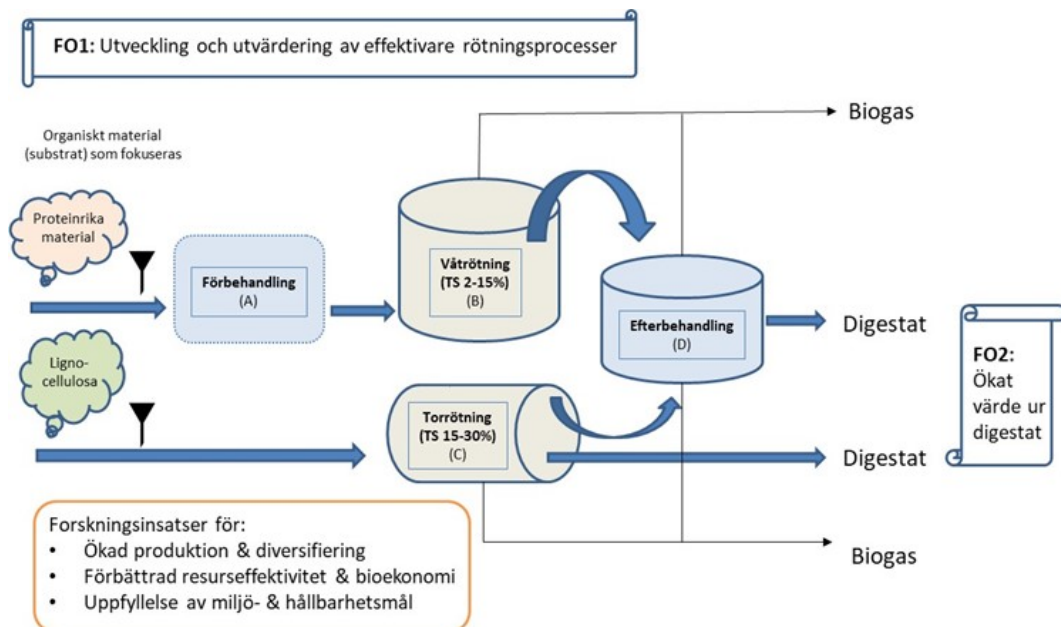 FO1: Utveckling och utvärdering av effektivare rötningsprocesser
Biogas
Organiskt material
(substrat) som fokuseras
Proteinrika
material
Förbehandling
(A)
Våtrötning
(TS 2-15%)
(B)
Efterbehandling
(D)
Digestat
FO2:
Ökat
värde ur
digestat
Ligno-
cellulosa
Torrötning
(TS 15-30%)
(C)
Digestat
Biogas
Forskningsinsatser för:
• Ökad produktion & diversifiering
• Förbättrad resurseffektivitet & bioekonomi
• Uppfyllelse av miljö- & hållbarhetsmål